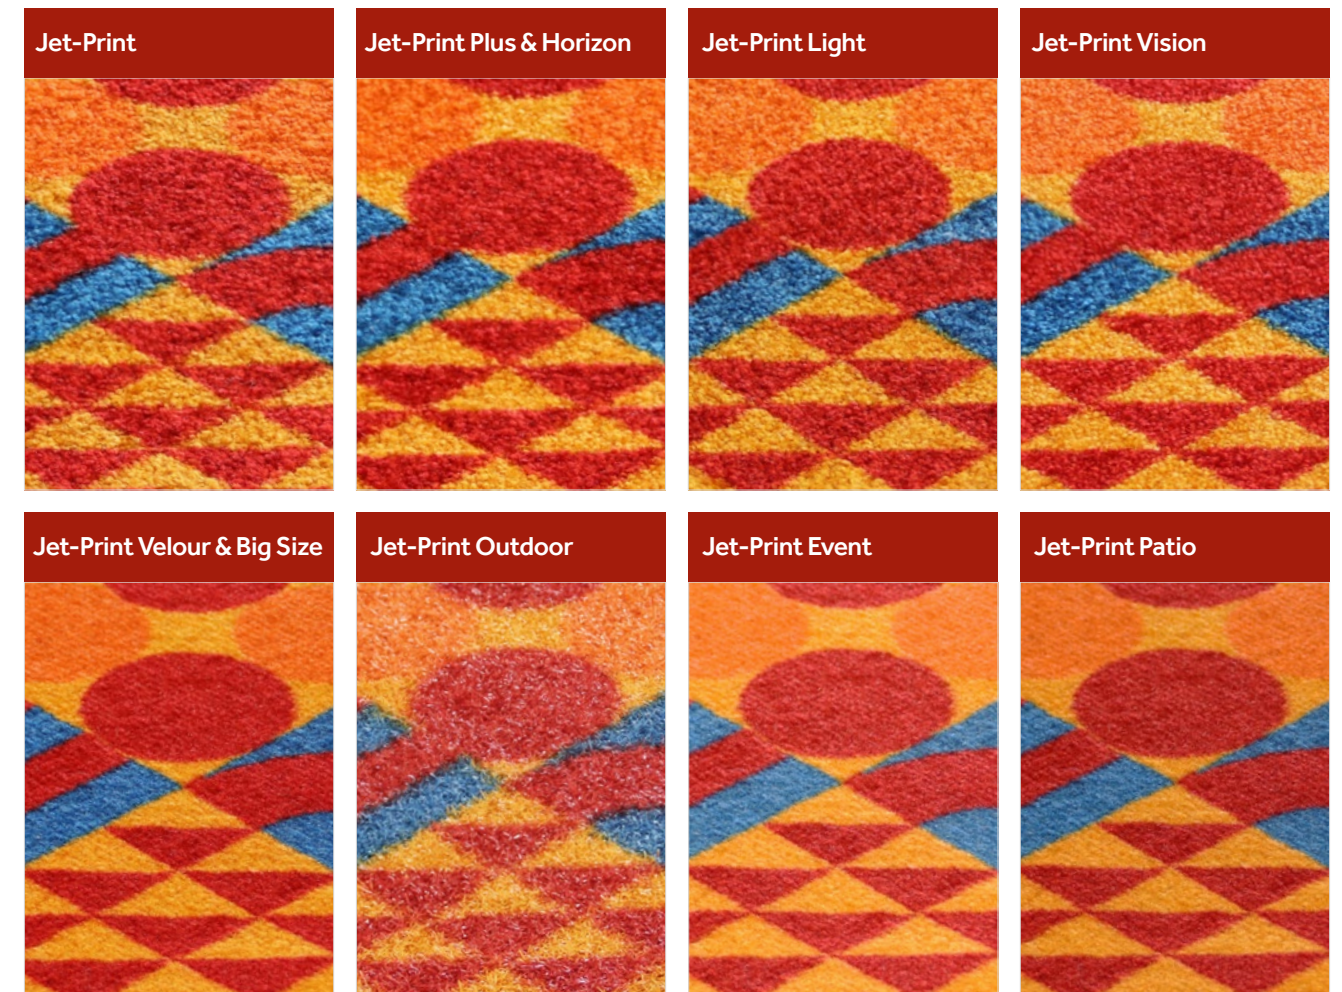 Jet-Print
Jet-Print Plus & Horizon
Jet-Print Light
Jet-Print Vision
Jet-Print Velour & Big Size
Jet-Print Outdoor
Jet-Print Event
Jet-Print Patio